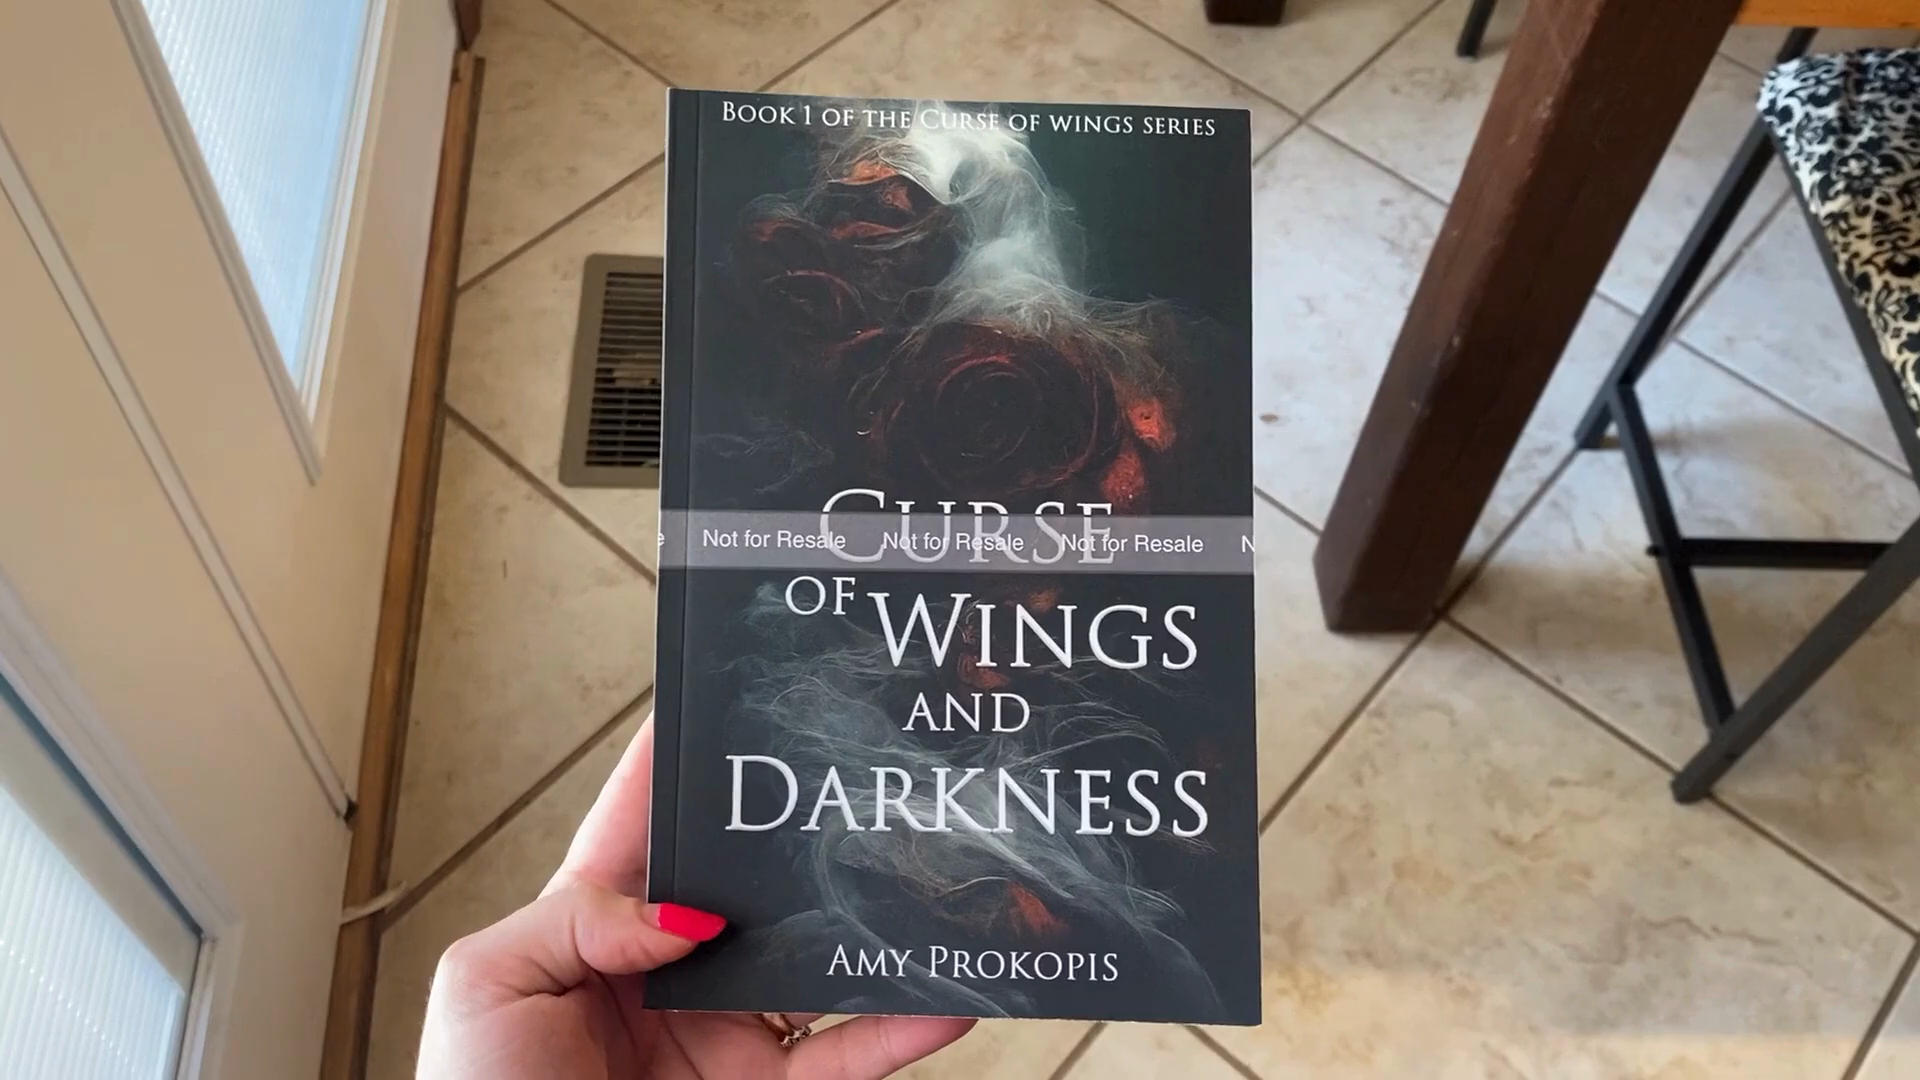 BOOK 1 OF THE CURSE OF WINGS SERIES
CURSE
Not for Resale Not for Resale Not for Resale
OF WINGS
AND
DARKNESS
AMY PROKOPIS